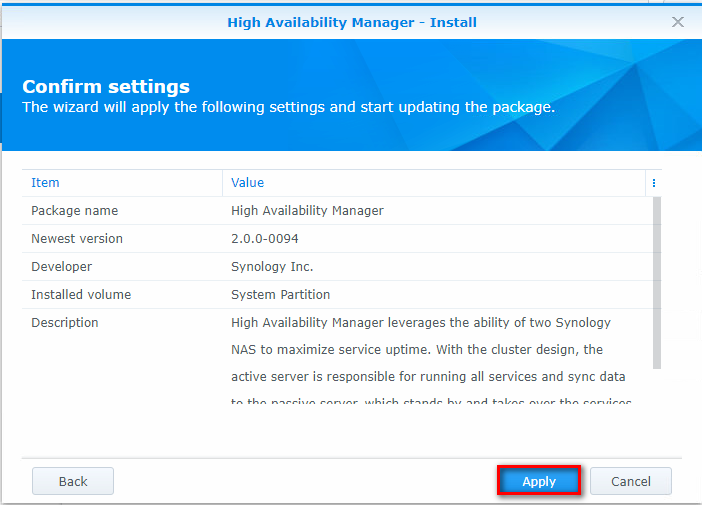 High Availability Manager - Install
Confirm settings
The wizard will apply the following settings and start updating the package.
Item Value
Package name High Availability Manager
Newest version 2.0.0-0094
Developer Synology Inc.
Installed volume System Partition
Description High Availability Manager leverages the ability of two Synology
NAS to maximize service uptime. With the cluster design, the
active server is responsible for running all services and sync data
to the passive server, which stands by and takes over the services
Back Apply Cancel